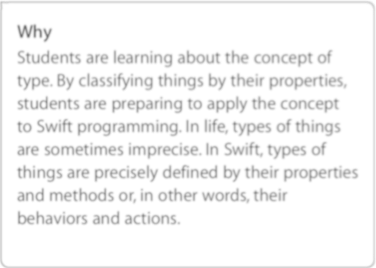 Why
Students are learning about the concept of
type. By classifying things by their properties,
students are preparing to apply the concept
to Swift programming. In life, types of things
are sometimes imprecise. In Swift, types of
things are precisely defined by their properties
and methods or, in other words, their
behaviors and actions.